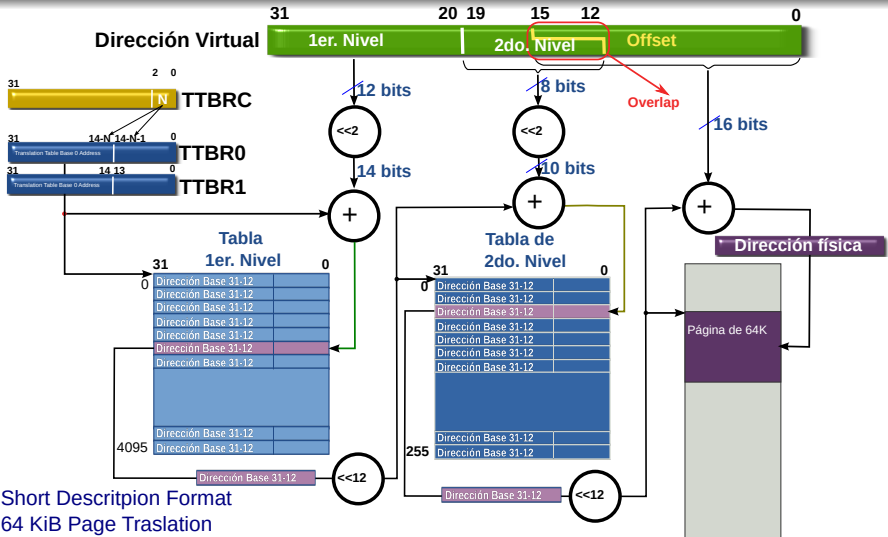 31 20 19 15 12 0
Dirección Virtual
1er. Nivel
2do. Nivel
Offset
Overlap
31 2 0
N
TTBRC
31 14-N 14-N-1 0
Translation Table Base 0 Address
TTBR0
31 14 13 0
Translation Table Base 0 Address
TTBR1
12 bits
8 bits
16 bits
<<2
<<2
14 bits
10 bits
+
+
+
Dirección física
Tabla
1er. Nivel
31 0
0
Dirección Base 31-12
Dirección Base 31-12
Dirección Base 31-12
Dirección Base 31-12
Dirección Base 31-12
Dirección Base 31-12
Dirección Base 31-12
Dirección Base 31-12
4095
Dirección Base 31-12
Dirección Base 31-12
<<12
Tabla de
2do. Nivel
31 0
0
Dirección Base 31-12
Dirección Base 31-12
Dirección Base 31-12
Dirección Base 31-12
Dirección Base 31-12
Dirección Base 31-12
Dirección Base 31-12
Dirección Base 31-12
255
Dirección Base 31-12
Dirección Base 31-12
<<12
Página de 64K
Short Descritpion Format
64 KiB Page Traslation